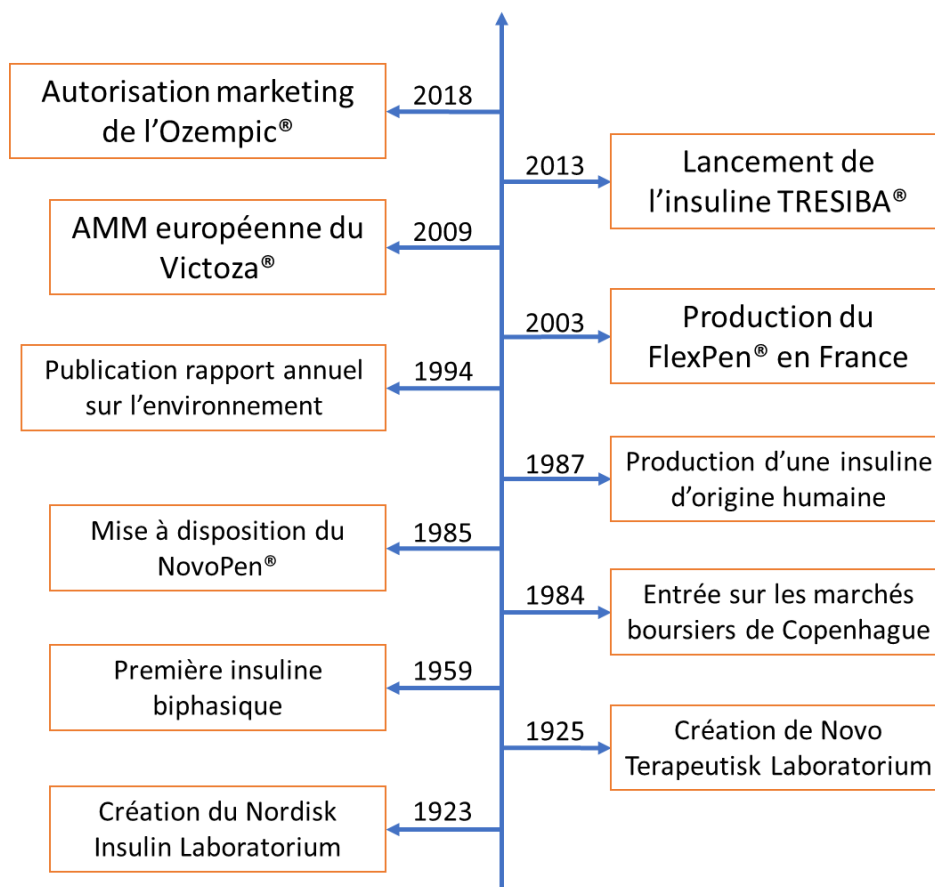 2018
Autorisation marketing
de l’Ozempic®
2013
Lancement de
l’insuline TRESIBA®
2009
AMM européenne du
Victoza®
2003
Production du
FlexPen® en France
1994
Publication rapport annuel
sur l’environnement
1987
Production d’une insuline
d’origine humaine
1985
Mise à disposition du
NovoPen®
1984
Entrée sur les marchés
boursiers de Copenhague
1959
Première insuline
biphasique
1925
Création de Novo
Terapeutisk Laboratorium
1923
Création du Nordisk
Insulin Laboratorium